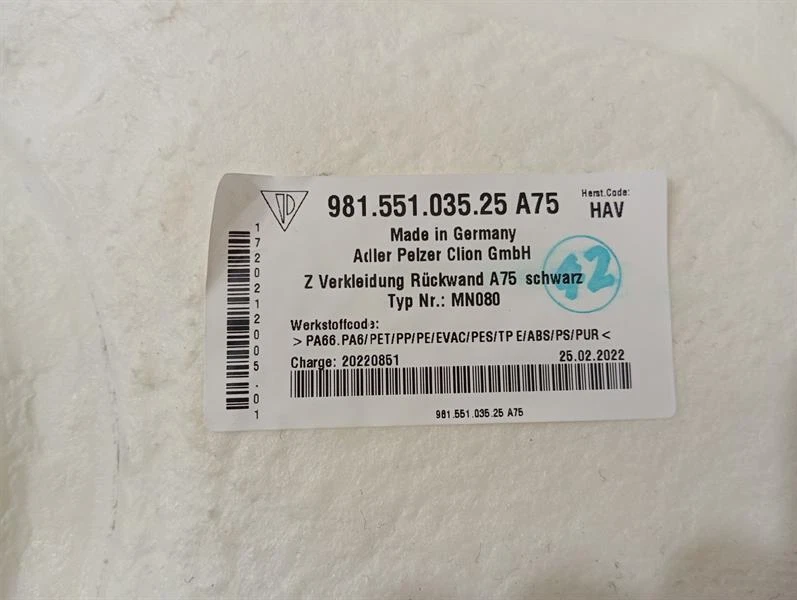 981.551.035.25 A75
Herst.Code:
HAV
Made in Germany
Adler Pelzer Clion GmbH
Z Verkleidung Rückwand A75 schwarz
Typ Nr.: MN080
42
Werkstoffcode:
>PA66.PA6/PET/PP/PE/EVAC/PES/TPE/ABS/PS/PUR<
Charge: 20220851
25.02.2022
981.551.035.25 A75